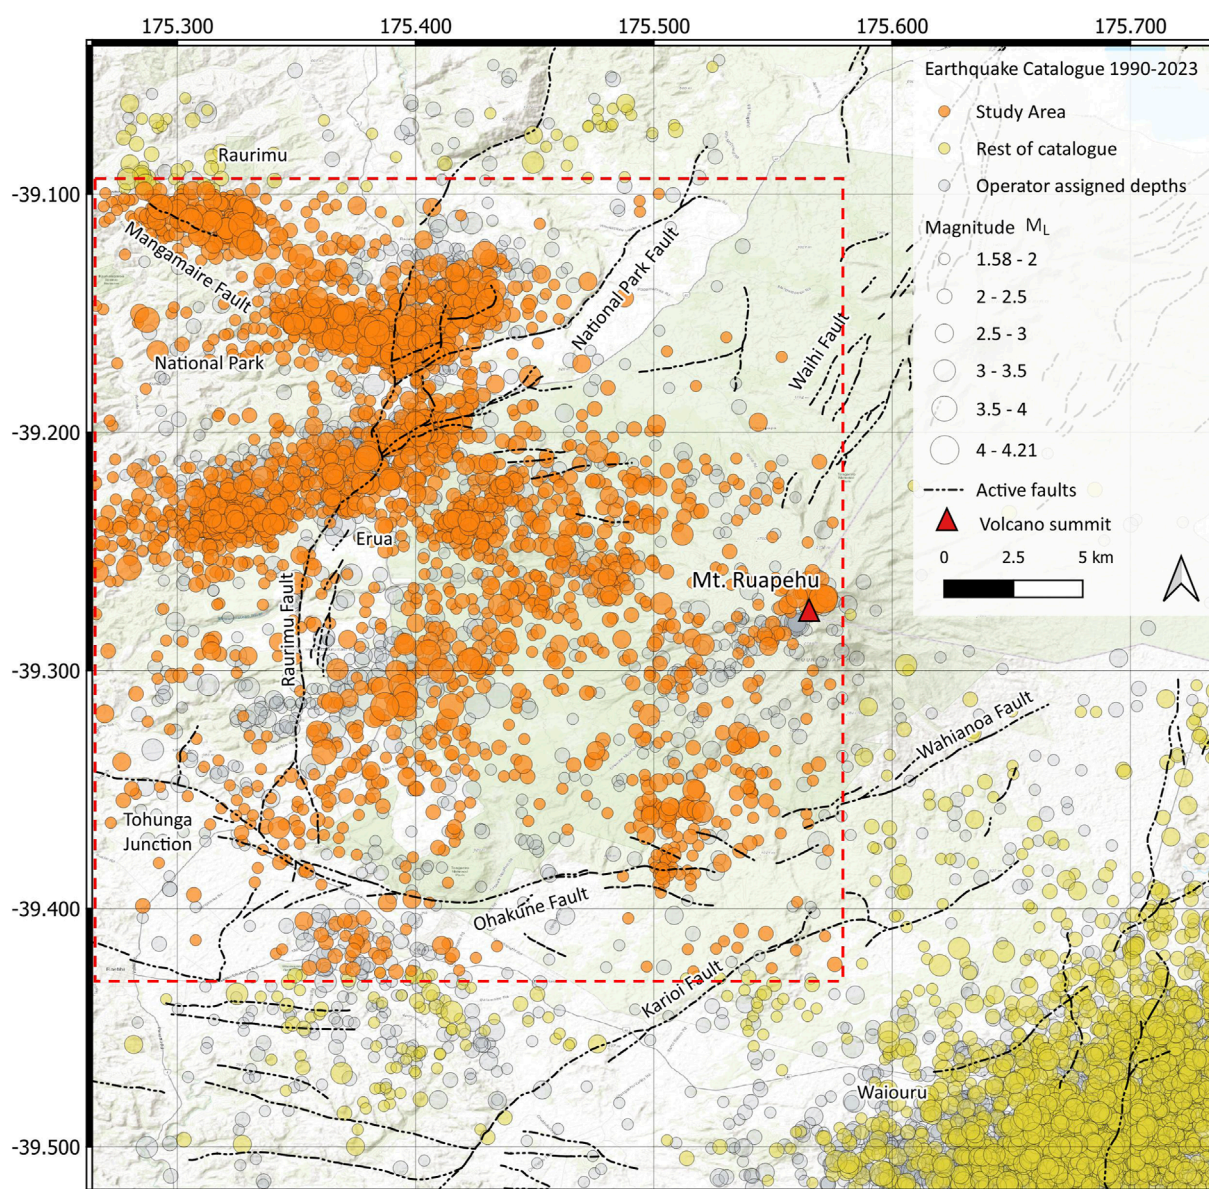 175.300 175.400 175.500 175.600 175.700
Earthquake Catalogue 1990-2023
Study Area
Rest of catalogue
Operator assigned depths
Magnitude ML
1.58 - 2
2 - 2.5
2.5 - 3
3 - 3.5
3.5 - 4
4 - 4.21
Active faults
Volcano summit
0 2.5 5 km
-39.100
-39.200
-39.300
-39.400
-39.500
Raurimu
Mangamaire Fault
National Park Fault
National Park
Waihi Fault
Erua
Mt. Ruapehu
Raurimu Fault
Wahianoa Fault
Tohunga
Junction
Ohakune Fault
Karioi Fault
Waiouru